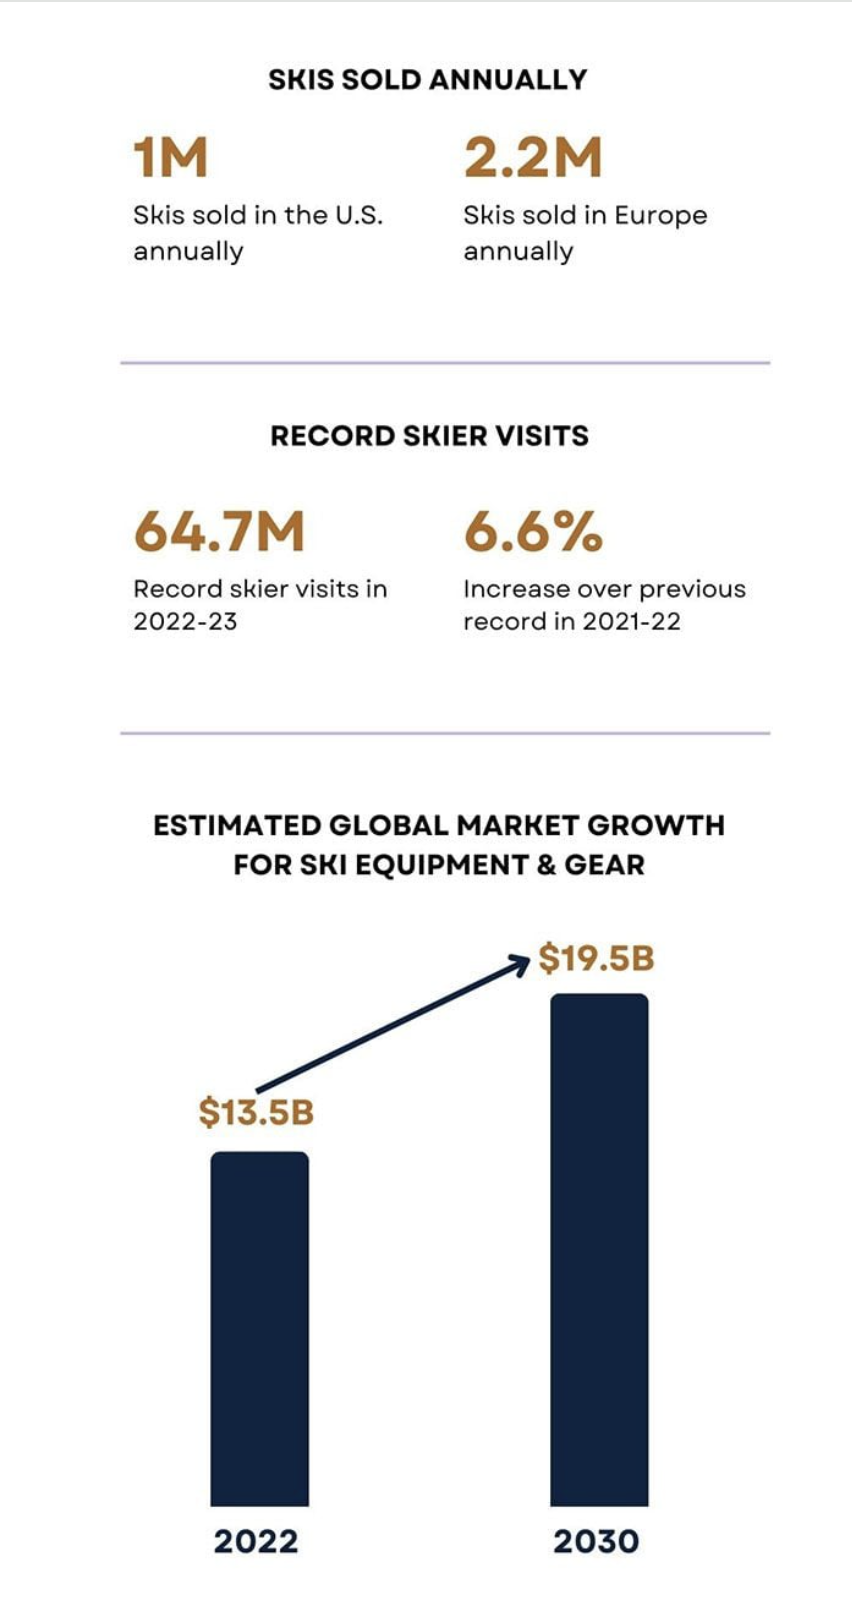 SKIS SOLD ANNUALLY
1M
Skis sold in the U.S.
annually
2.2M
Skis sold in Europe
annually
RECORD SKIER VISITS
64.7M
Record skier visits in
2022-23
6.6%
Increase over previous
record in 2021-22
ESTIMATED GLOBAL MARKET GROWTH
FOR SKI EQUIPMENT & GEAR
$13.5B
$19.5B
2022
2030